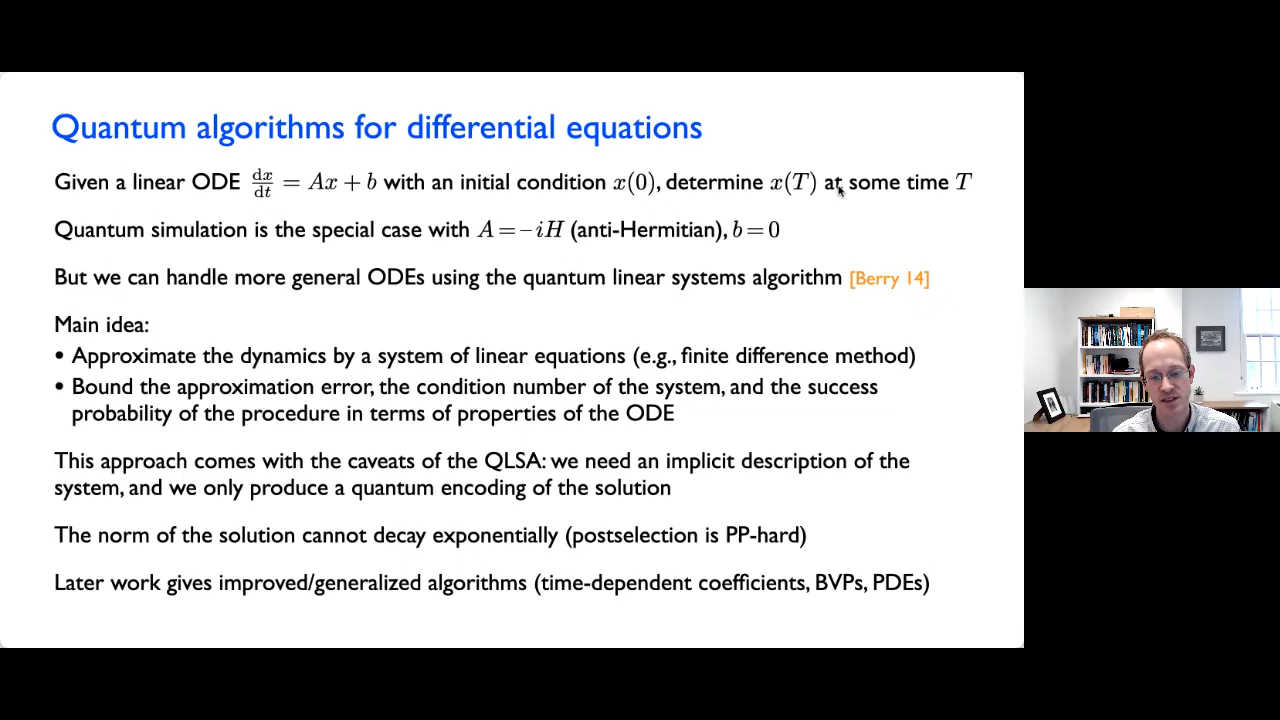 Quantum algorithms for differential equations
Given a linear ODE dx/dt = Ax + b with an initial condition x(0), determine x(T) at some time T
Quantum simulation is the special case with A = −iH (anti-Hermitian), b = 0
But we can handle more general ODEs using the quantum linear systems algorithm [Berry 14]
Main idea:
• Approximate the dynamics by a system of linear equations (e.g., finite difference method)
• Bound the approximation error, the condition number of the system, and the success
probability of the procedure in terms of properties of the ODE
This approach comes with the caveats of the QLSA: we need an implicit description of the
system, and we only produce a quantum encoding of the solution
The norm of the solution cannot decay exponentially (postselection is PP-hard)
Later work gives improved/generalized algorithms (time-dependent coefficients, BVPs, PDEs)